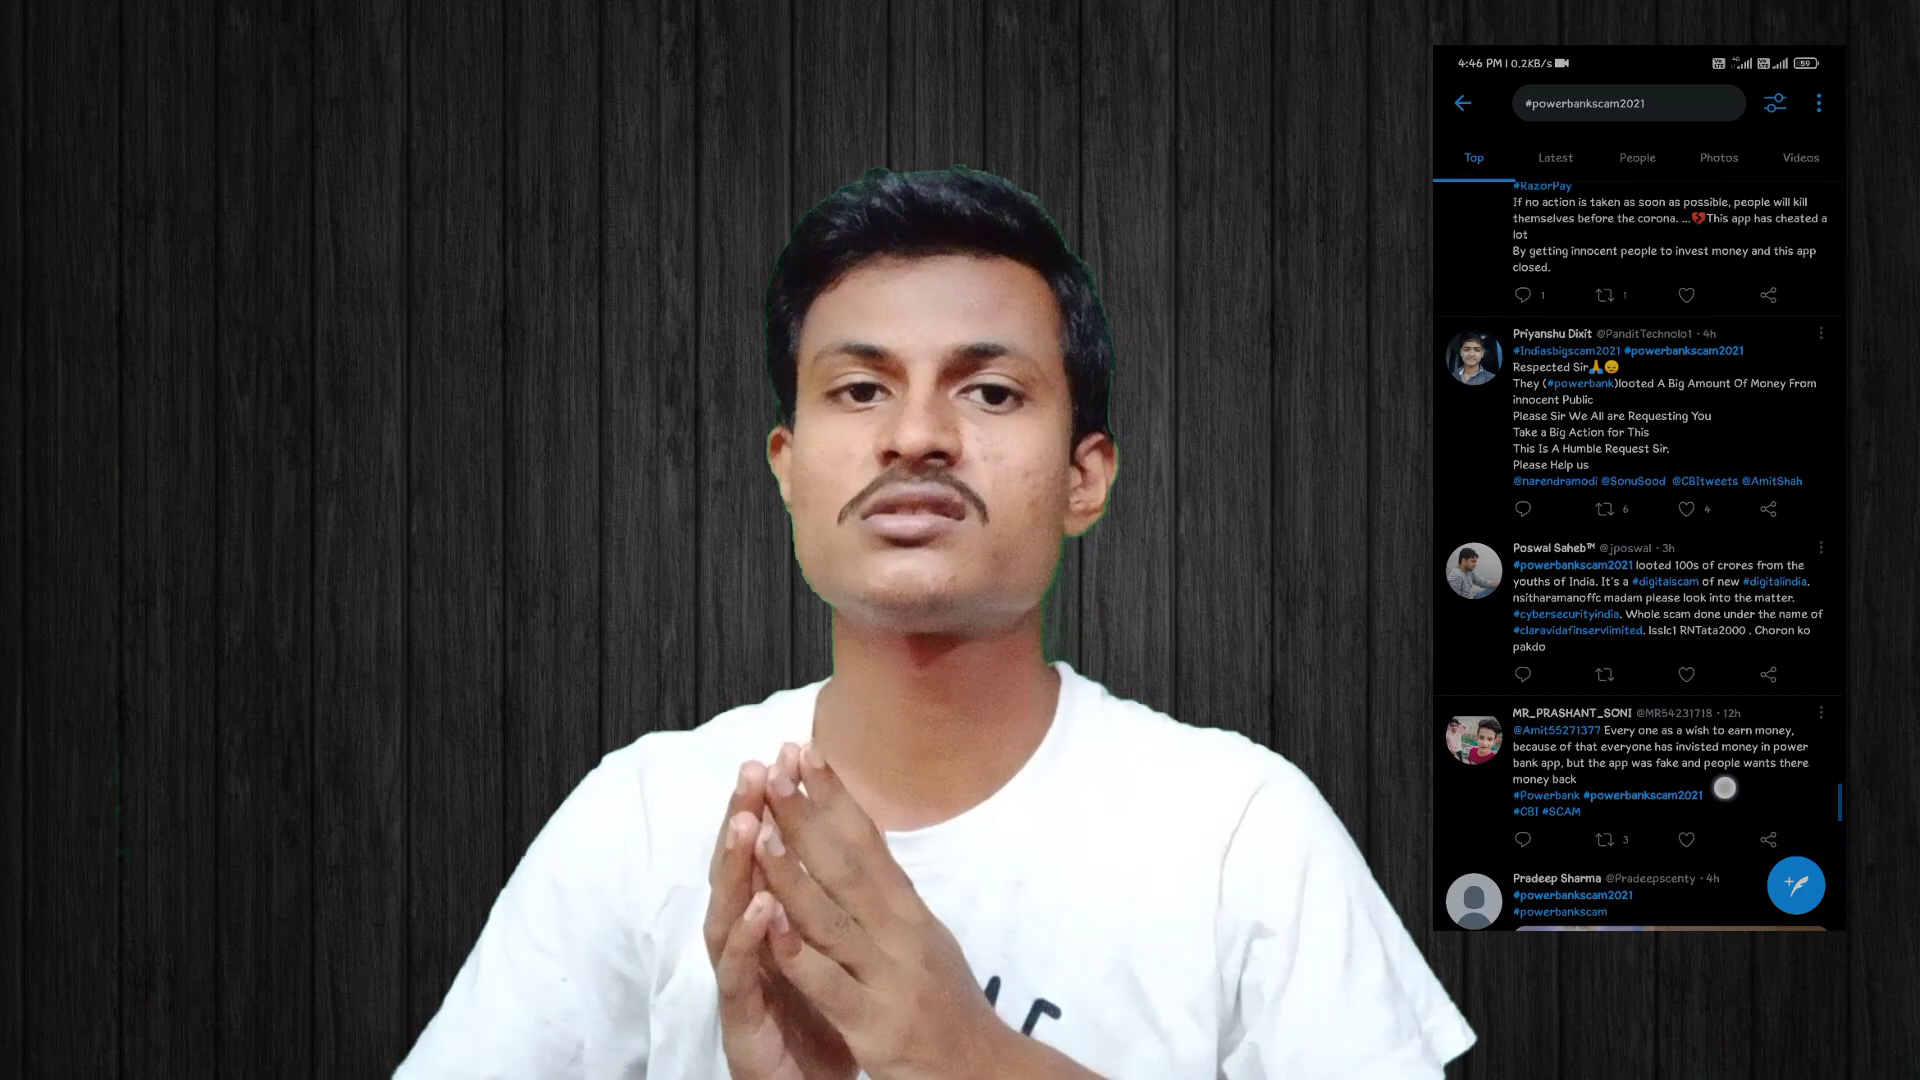 4:46 PM | 0.2KB/s
59
#powerbankscam2021
Top Latest People Photos Videos
#RazorPay
If no action is taken as soon as possible, people will kill
themselves before the corona. ...💔This app has cheated a
lot
By getting innocent people to invest money and this app
closed.
1 1
Priyanshu Dixit @PanditTechnolo1 · 4h
#Indiasbigscam2021 #powerbankscam2021
Respected Sir🙏😔
They (#powerbank)looted A Big Amount Of Money From
innocent Public
Please Sir We All are Requesting You
Take a Big Action for This
This Is A Humble Request Sir.
Please Help us
@narendramodi @SonuSood @CBItweets @AmitShah
6 4
Poswal Saheb™ @jposwal · 3h
#powerbankscam2021 looted 100s of crores from the
youths of India. It's a #digitalscam of new #digitalindia.
nsitharamanoffc madam please look into the matter.
#cybersecurityindia. Whole scam done under the name of
#claravidafinservlimited. Isslc1 RNTata2000 . Choron ko
pakdo
MR_PRASHANT_SONI @MR54231718 · 12h
@Amit55271377 Every one as a wish to earn money,
because of that everyone has invisted money in power
bank app, but the app was fake and people wants there
money back
#Powerbank #powerbankscam2021
#CBI #SCAM
3
Pradeep Sharma @Pradeepscenty · 4h
#powerbankscam2021
#powerbankscam